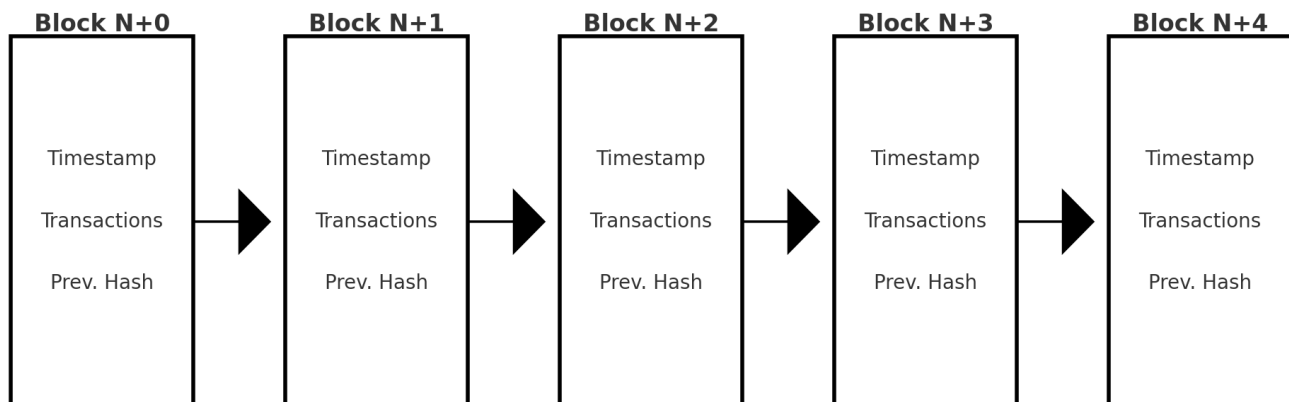 Block N+0
Timestamp
Transactions
Prev. Hash
Block N+1
Timestamp
Transactions
Prev. Hash
Block N+2
Timestamp
Transactions
Prev. Hash
Block N+3
Timestamp
Transactions
Prev. Hash
Block N+4
Timestamp
Transactions
Prev. Hash